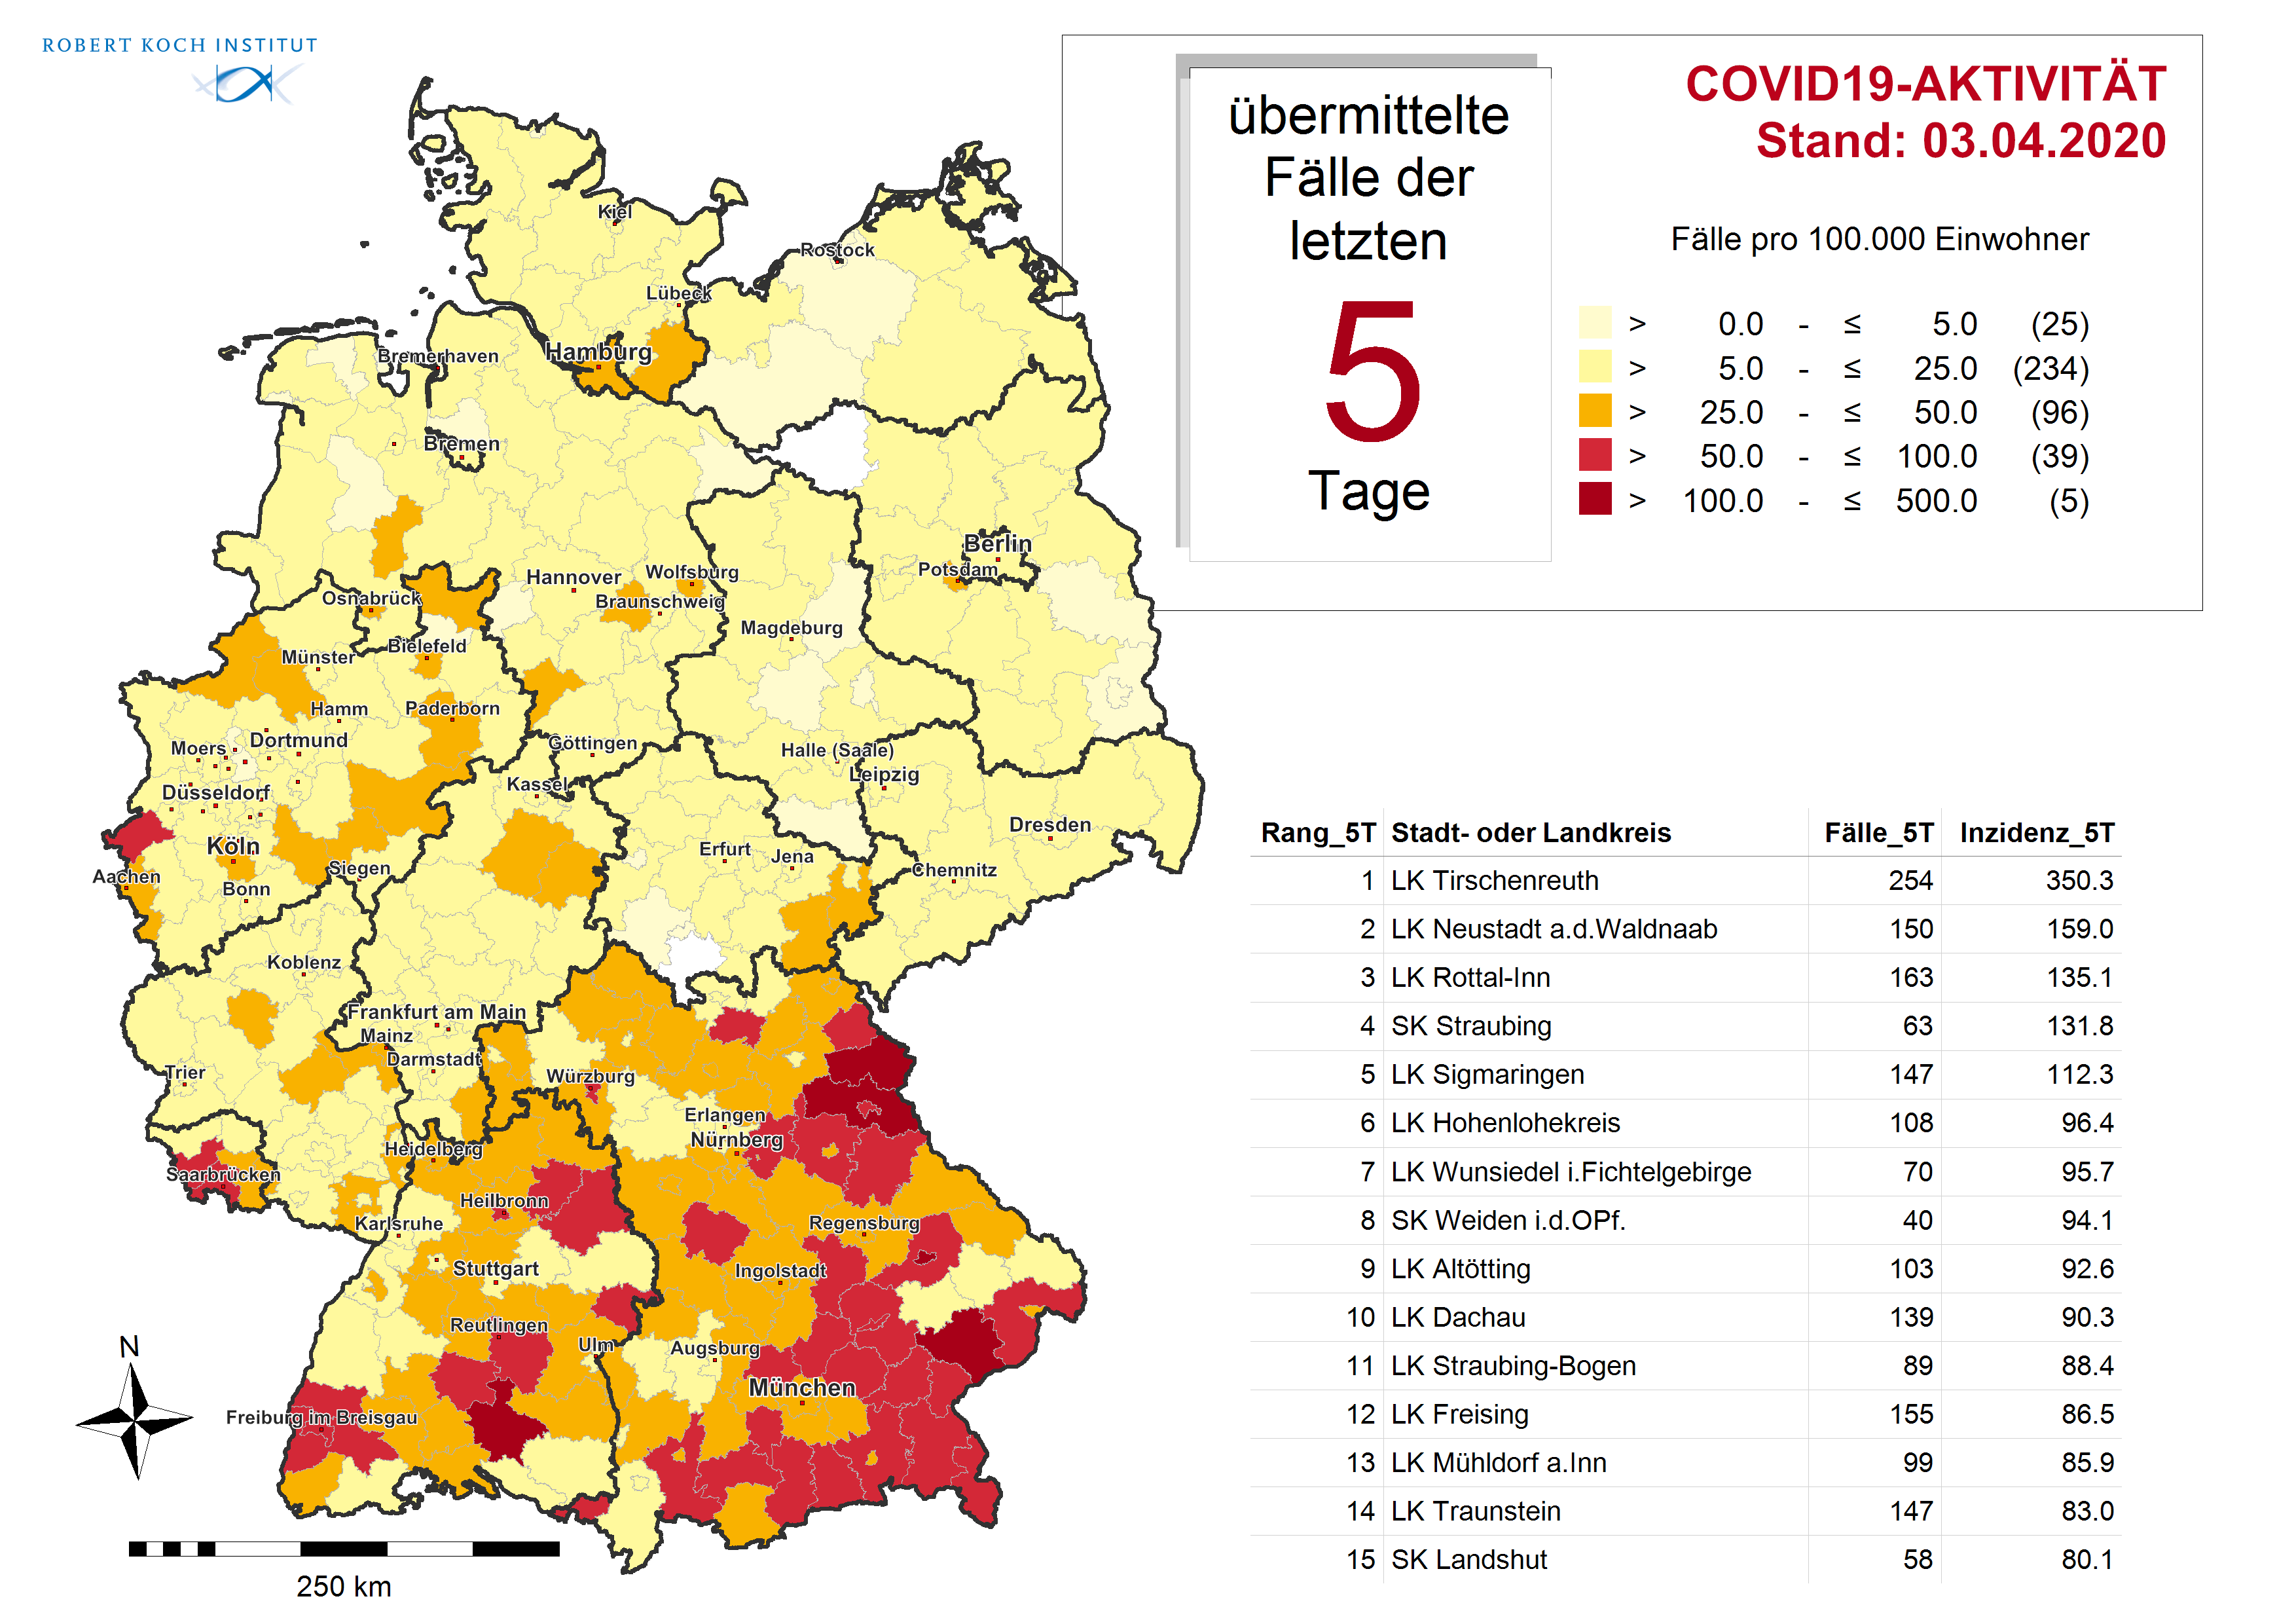 ROBERT KOCH INSTITUT
übermittelte
Fälle der
letzten
5
Tage
COVID19-AKTIVITÄT
Stand: 03.04.2020
Fälle pro 100.000 Einwohner
> 0.0 - ≤ 5.0 (25)
> 5.0 - ≤ 25.0 (234)
> 25.0 - ≤ 50.0 (96)
> 50.0 - ≤ 100.0 (39)
> 100.0 - ≤ 500.0 (5)
Kiel
Rostock
Lübeck
Hamburg
Bremerhaven
Bremen
Berlin
Potsdam
Hannover
Wolfsburg
Braunschweig
Osnabrück
Magdeburg
Bielefeld
Münster
Hamm
Paderborn
Moers
Dortmund
Göttingen
Halle (Saale)
Leipzig
Kassel
Düsseldorf
Dresden
Köln
Erfurt
Jena
Siegen
Chemnitz
Aachen
Bonn
Koblenz
Frankfurt am Main
Mainz
Darmstadt
Trier
Würzburg
Erlangen
Nürnberg
Heidelberg
Saarbrücken
Heilbronn
Karlsruhe
Regensburg
Stuttgart
Ingolstadt
Reutlingen
Ulm
Augsburg
München
Freiburg im Breisgau
N
250 km
Rang_5T Stadt- oder Landkreis Fälle_5T Inzidenz_5T
1 LK Tirschenreuth 254 350.3
2 LK Neustadt a.d.Waldnaab 150 159.0
3 LK Rottal-Inn 163 135.1
4 SK Straubing 63 131.8
5 LK Sigmaringen 147 112.3
6 LK Hohenlohekreis 108 96.4
7 LK Wunsiedel i.Fichtelgebirge 70 95.7
8 SK Weiden i.d.OPf. 40 94.1
9 LK Altötting 103 92.6
10 LK Dachau 139 90.3
11 LK Straubing-Bogen 89 88.4
12 LK Freising 155 86.5
13 LK Mühldorf a.Inn 99 85.9
14 LK Traunstein 147 83.0
15 SK Landshut 58 80.1